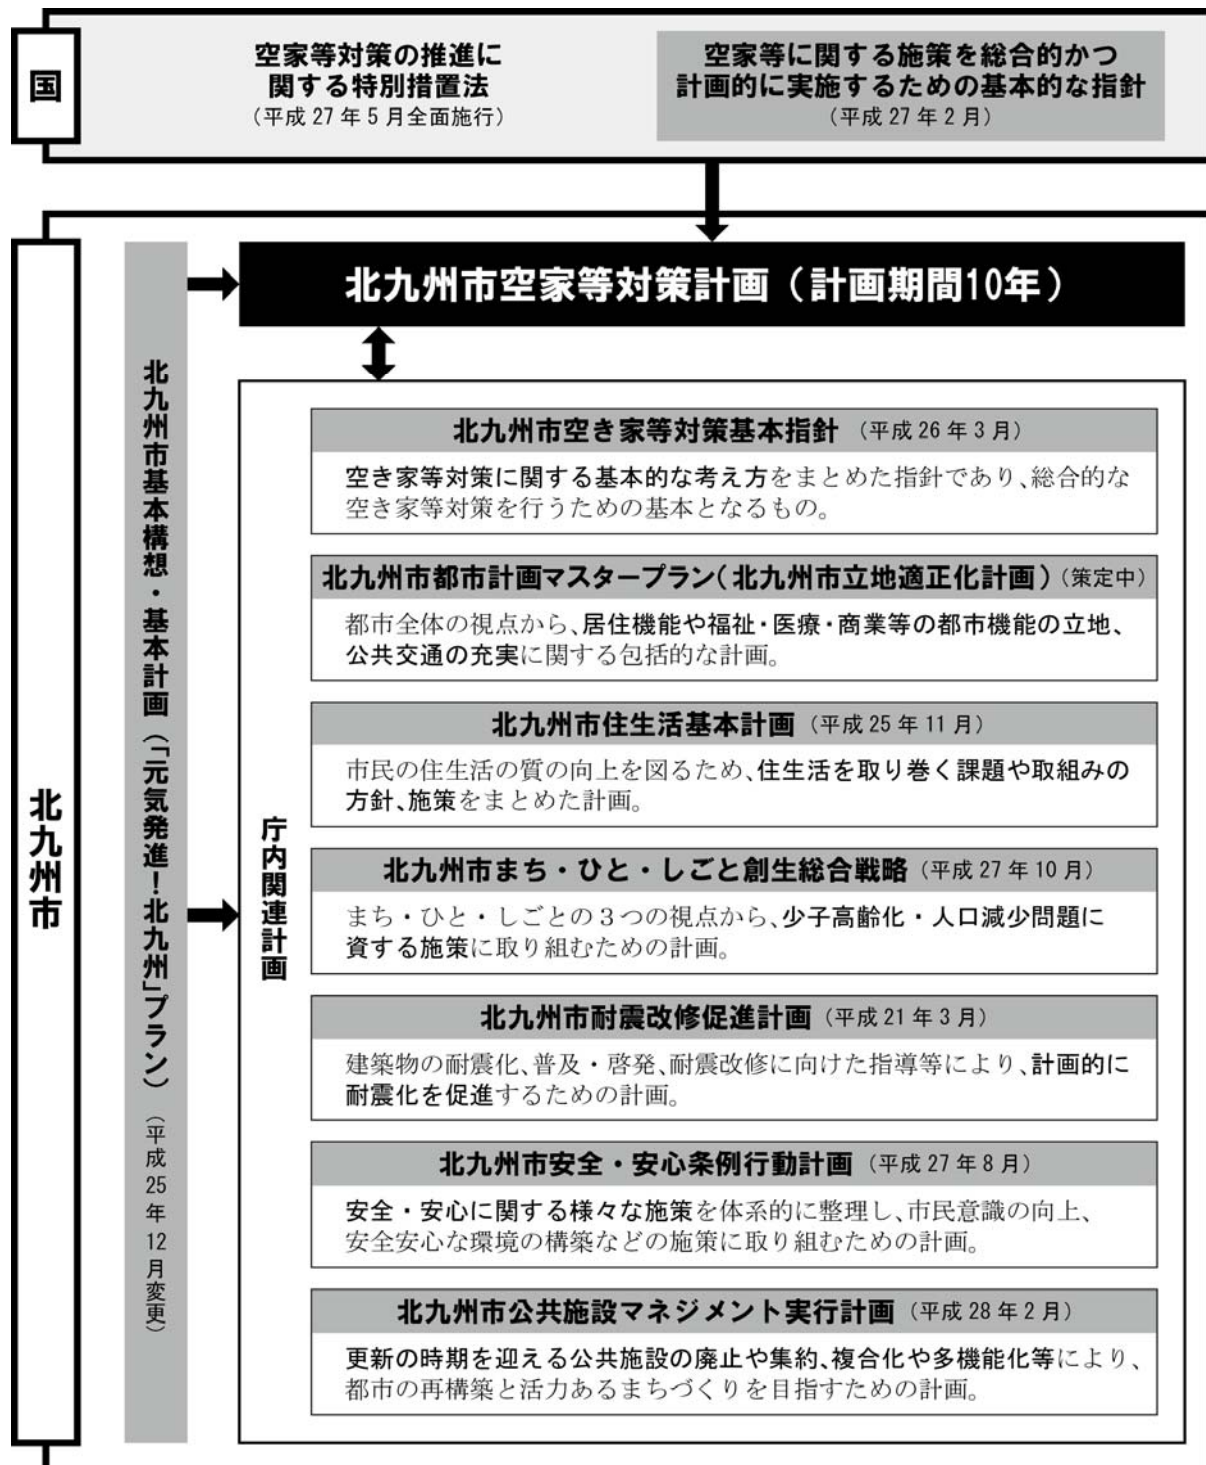 国
空家等対策の推進に
関する特別措置法
(平成 27 年 5 月全面施行)
空家等に関する施策を総合的かつ
計画的に実施するための基本的な指針
(平成 27 年 2 月)
北九州市
北九州市基本構想・基本計画(「元気発進!北九州」プラン)(平成25年12月変更)
北九州市空家等対策計画(計画期間10年)
庁内関連計画
北九州市空き家等対策基本指針 (平成 26 年 3 月)
空き家等対策に関する基本的な考え方をまとめた指針であり、総合的な
空き家等対策を行うための基本となるもの。
北九州市都市計画マスタープラン(北九州市立地適正化計画)(策定中)
都市全体の視点から、居住機能や福祉・医療・商業等の都市機能の立地、
公共交通の充実に関する包括的な計画。
北九州市住生活基本計画 (平成 25 年 11 月)
市民の住生活の質の向上を図るため、住生活を取り巻く課題や取組みの
方針、施策をまとめた計画。
北九州市まち・ひと・しごと創生総合戦略 (平成 27 年 10 月)
まち・ひと・しごとの3つの視点から、少子高齢化・人口減少問題に
資する施策に取り組むための計画。
北九州市耐震改修促進計画 (平成 21 年 3 月)
建築物の耐震化、普及・啓発、耐震改修に向けた指導等により、計画的に
耐震化を促進するための計画。
北九州市安全・安心条例行動計画 (平成 27 年 8 月)
安全・安心に関する様々な施策を体系的に整理し、市民意識の向上、
安全安心な環境の構築などの施策に取り組むための計画。
北九州市公共施設マネジメント実行計画 (平成 28 年 2 月)
更新の時期を迎える公共施設の廃止や集約、複合化や多機能化等により、
都市の再構築と活力あるまちづくりを目指すための計画。